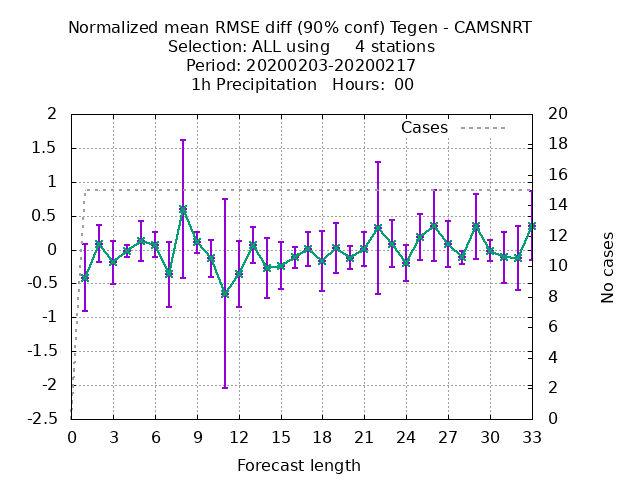 Normalized mean RMSE diff (90% conf) Tegen - CAMSNRT
Selection: ALL using     4 stations
Period: 20200203-20200217
1h Precipitation   Hours:  00
Cases
2
1.5
1
0.5
0
-0.5
-1
-1.5
-2
-2.5
20
18
16
14
12
10
8
6
4
2
0
No cases
0 3 6 9 12 15 18 21 24 27 30 33
Forecast length